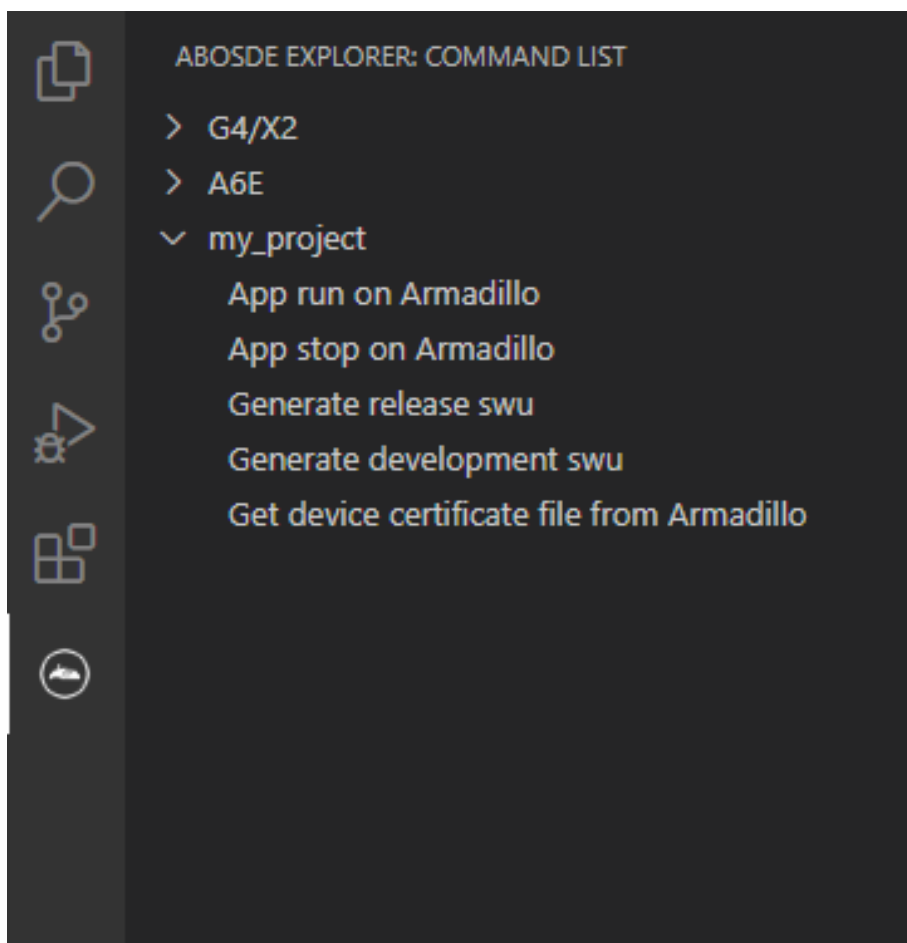 ABOSDE EXPLORER: COMMAND LIST
G4/X2
A6E
my_project
App run on Armadillo
App stop on Armadillo
Generate release swu
Generate development swu
Get device certificate file from Armadillo